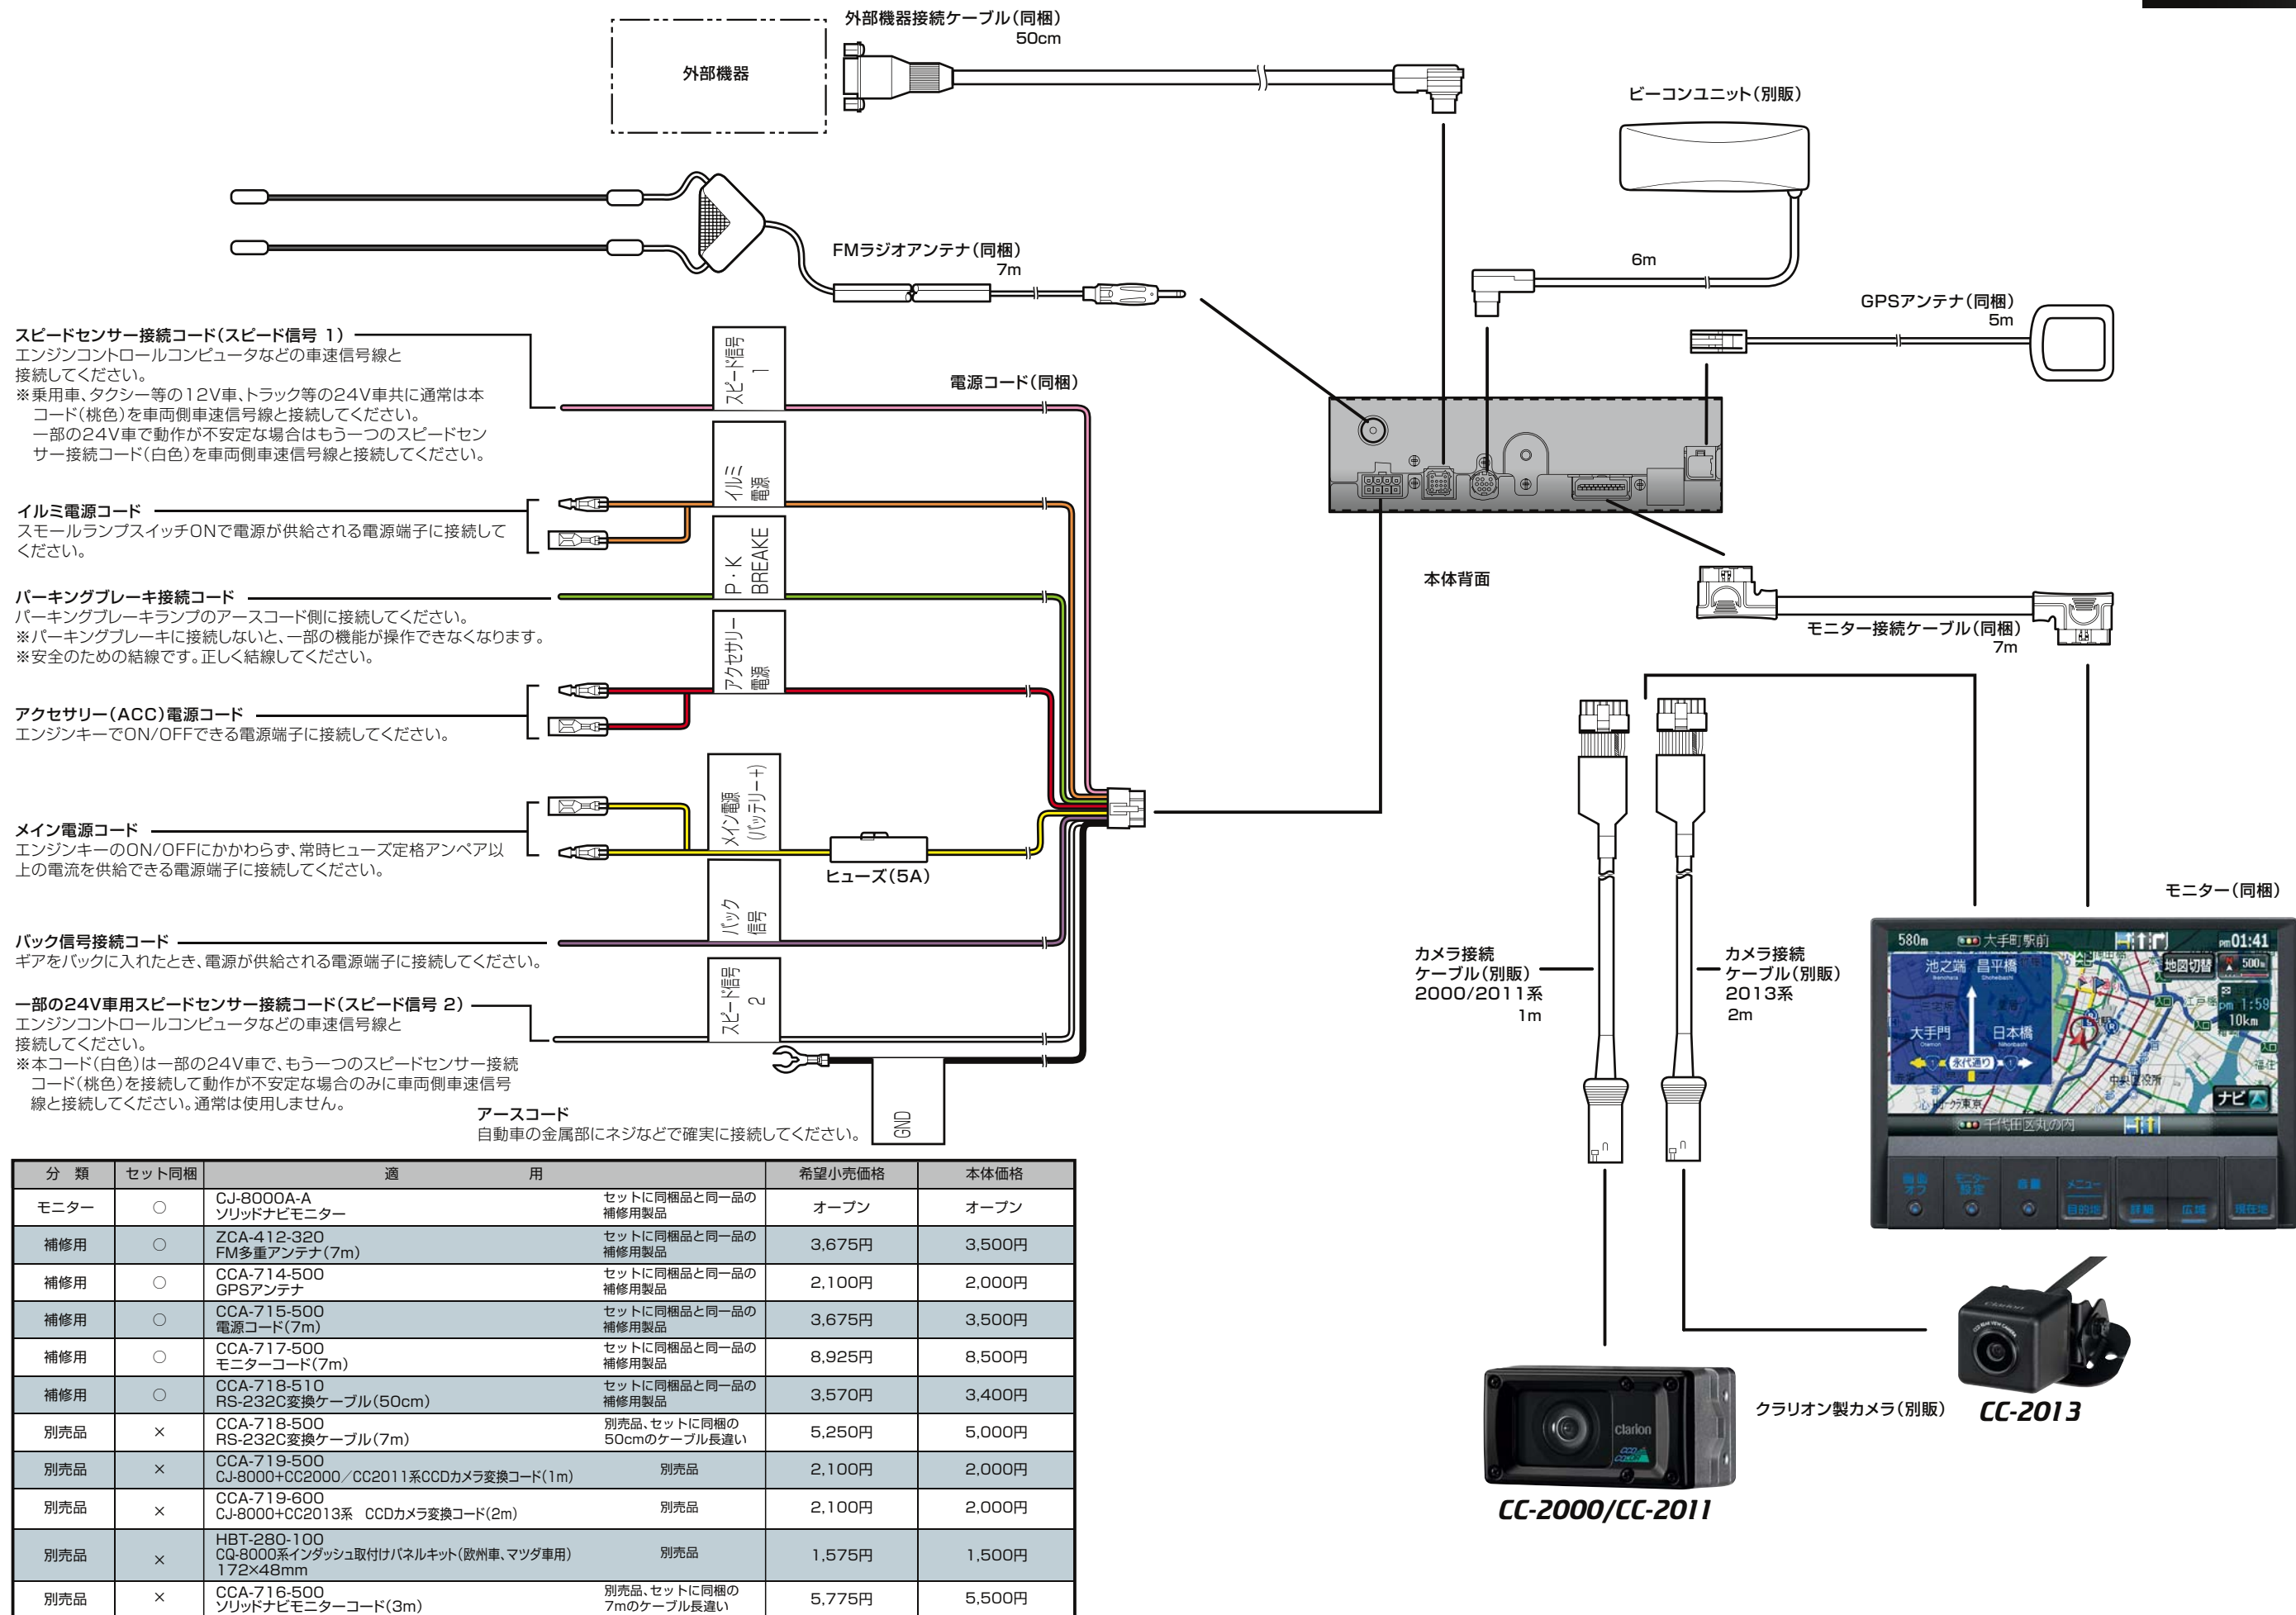 外部機器接続ケーブル(同梱)
50cm
外部機器
ビーコンユニット(別販)
6m
FMラジオアンテナ(同梱)
7m
GPSアンテナ(同梱)
5m
電源コード(同梱)
本体背面
モニター接続ケーブル(同梱)
7m
スピードセンサー接続コード(スピード信号 1)
エンジンコントロールコンピュータなどの車速信号線と
接続してください。
※乗用車、タクシー等の12V車、トラック等の24V車共に通常は本
コード(桃色)を車両側車速信号線と接続してください。
一部の24V車で動作が不安定な場合はもう一つのスピードセン
サー接続コード(白色)を車両側車速信号線と接続してください。
スピード信号
1
イルミ電源コード
スモールランプスイッチONで電源が供給される電源端子に接続して
ください。
イルミ
電源
パーキングブレーキ接続コード
パーキングブレーキランプのアースコード側に接続してください。
※パーキングブレーキに接続しないと、一部の機能が操作できなくなります。
※安全のための結線です。正しく結線してください。
P・K
BREAKE
アクセサリー(ACC)電源コード
エンジンキーでON/OFFできる電源端子に接続してください。
アクセサリー
電源
メイン電源コード
エンジンキーのON/OFFにかかわらず、常時ヒューズ定格アンペア以
上の電流を供給できる電源端子に接続してください。
メイン電源
(バッテリー+)
ヒューズ(5A)
バック信号接続コード
ギアをバックに入れたとき、電源が供給される電源端子に接続してください。
バック
信号
一部の24V車用スピードセンサー接続コード(スピード信号 2)
エンジンコントロールコンピュータなどの車速信号線と
接続してください。
※本コード(白色)は一部の24V車で、もう一つのスピードセンサー接続
コード(桃色)を接続して動作が不安定な場合のみに車両側車速信号
線と接続してください。通常は使用しません。
スピード信号
2
アースコード
自動車の金属部にネジなどで確実に接続してください。
GND
カメラ接続
ケーブル(別販)
2000/2011系
1m
カメラ接続
ケーブル(別販)
2013系
2m
モニター(同梱)
580m 大手町駅前 pm01:41
池之端 昌平橋
地図切替 500m
pm 1:59
10km
大手門 日本橋
永代通り
中央区役所
ナビ
千代田区丸の内
画面
オフ
モニター
設定
音量
メニュー
目的地
詳細
広域
現在地
clarion
CCD REAR VIEW CAMERA
CC-2013
クラリオン製カメラ(別販)
clarion
CC-2000/CC-2011
分 類 セット同梱 適 用 希望小売価格 本体価格
モニター ○ CJ-8000A-A ソリッドナビモニター セットに同梱品と同一品の補修用製品 オープン オープン
補修用 ○ ZCA-412-320 FM多重アンテナ(7m) セットに同梱品と同一品の補修用製品 3,675円 3,500円
補修用 ○ CCA-714-500 GPSアンテナ セットに同梱品と同一品の補修用製品 2,100円 2,000円
補修用 ○ CCA-715-500 電源コード(7m) セットに同梱品と同一品の補修用製品 3,675円 3,500円
補修用 ○ CCA-717-500 モニターコード(7m) セットに同梱品と同一品の補修用製品 8,925円 8,500円
補修用 ○ CCA-718-510 RS-232C変換ケーブル(50cm) セットに同梱品と同一品の補修用製品 3,570円 3,400円
別売品 × CCA-718-500 RS-232C変換ケーブル(7m) 別売品、セットに同梱の50cmのケーブル長違い 5,250円 5,000円
別売品 × CCA-719-500 CJ-8000+CC2000/CC2011系CCDカメラ変換コード(1m) 別売品 2,100円 2,000円
別売品 × CCA-719-600 CJ-8000+CC2013系 CCDカメラ変換コード(2m) 別売品 2,100円 2,000円
別売品 × HBT-280-100 CQ-8000系インダッシュ取付けパネルキット(欧州車、マツダ車用) 172×48mm 別売品 1,575円 1,500円
別売品 × CCA-716-500 ソリッドナビモニターコード(3m) 別売品、セットに同梱の7mのケーブル長違い 5,775円 5,500円